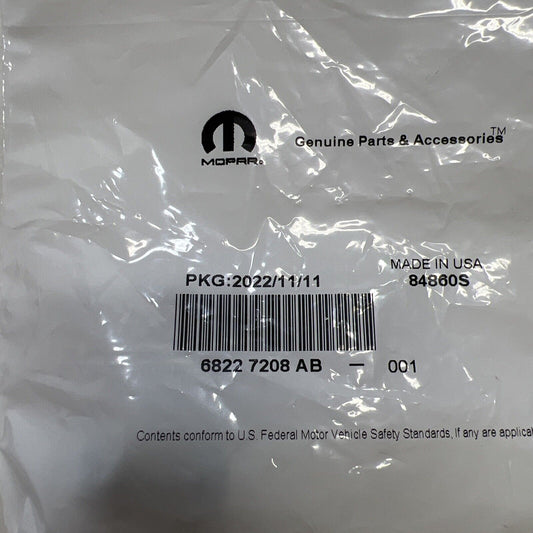 MOPAR®
Genuine Parts & Accessories™
PKG:2022/11/11
MADE IN USA
84860S
6822 7208 AB — 001
Contents conform to U.S. Federal Motor Vehicle Safety Standards, If any are applica